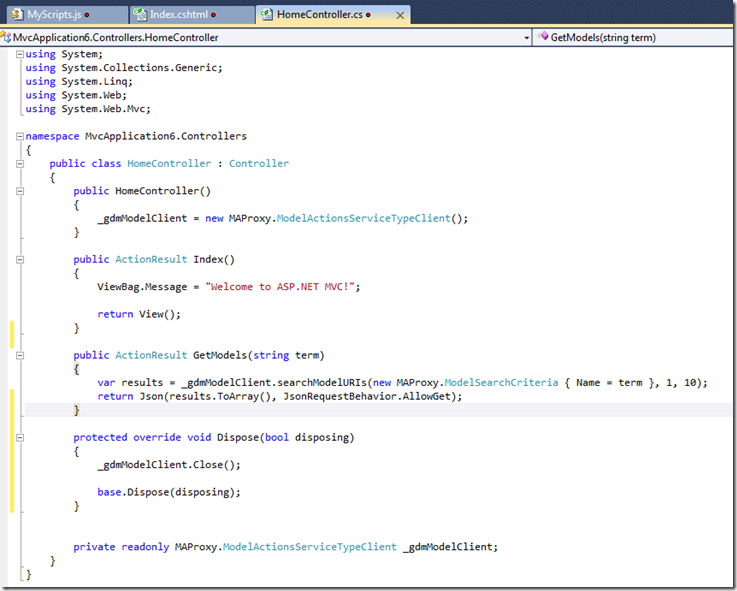 MyScripts.js
Index.cshtml
HomeController.cs
MvcApplication6.Controllers.HomeController
GetModels(string term)
using System;
using System.Collections.Generic;
using System.Linq;
using System.Web;
using System.Web.Mvc;
namespace MvcApplication6.Controllers
{
public class HomeController : Controller
{
public HomeController()
{
_gdmModelClient = new MAProxy.ModelActionsServiceTypeClient();
}
public ActionResult Index()
{
ViewBag.Message = "Welcome to ASP.NET MVC!";
return View();
}
public ActionResult GetModels(string term)
{
var results = _gdmModelClient.searchModelURIs(new MAProxy.ModelSearchCriteria { Name = term }, 1, 10);
return Json(results.ToArray(), JsonRequestBehavior.AllowGet);
}
protected override void Dispose(bool disposing)
{
_gdmModelClient.Close();
base.Dispose(disposing);
}
private readonly MAProxy.ModelActionsServiceTypeClient _gdmModelClient;
}
}